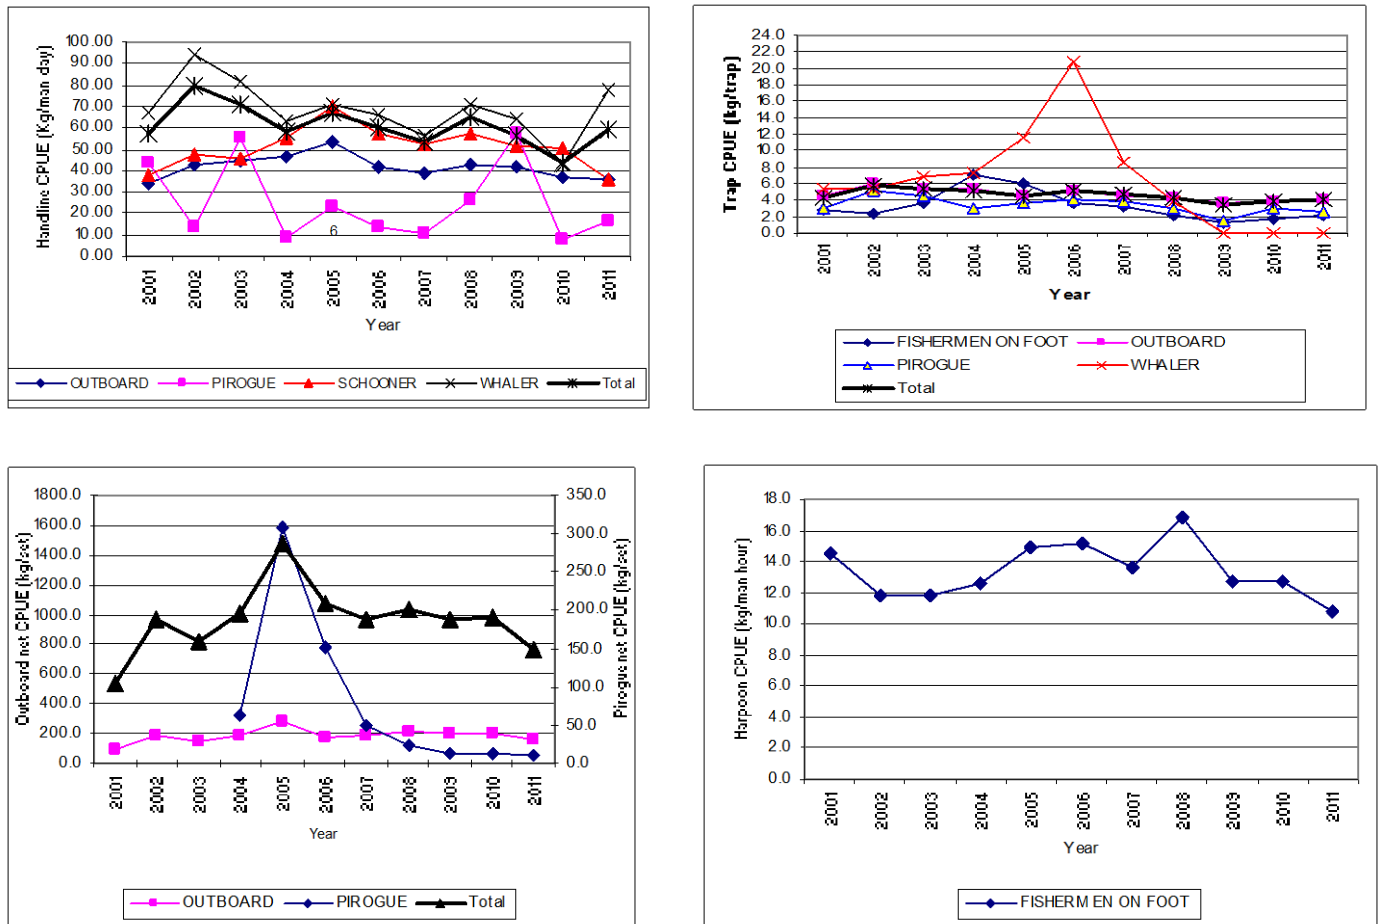 Handline CPUE (Kg/man day)
100.00
90.00
80.00
70.00
60.00
50.00
40.00
30.00
20.00
10.00
0.00
6
2001 2002 2003 2004 2005 2006 2007 2008 2009 2010 2011
Year
OUTBOARD PIROGUE SCHOONER WHALER Total
Trap CPUE (kg/trap)
24.0
22.0
20.0
18.0
16.0
14.0
12.0
10.0
8.0
6.0
4.0
2.0
0.0
2001 2002 2003 2004 2005 2006 2007 2008 2009 2010 2011
Year
FISHERMEN ON FOOT OUTBOARD
PIROGUE WHALER
Total
Outboard net CPUE (kg/set)
1800.0
1600.0
1400.0
1200.0
1000.0
800.0
600.0
400.0
200.0
0.0
350.0
300.0
250.0
200.0
150.0
100.0
50.0
0.0
Pirogue net CPUE (kg/set)
2001 2002 2003 2004 2005 2006 2007 2008 2009 2010 2011
Year
OUTBOARD PIROGUE Total
Harpoon CPUE (kg/man hour)
18.0
16.0
14.0
12.0
10.0
8.0
6.0
4.0
2.0
0.0
2001 2002 2003 2004 2005 2006 2007 2008 2009 2010 2011
Year
FISHERMEN ON FOOT